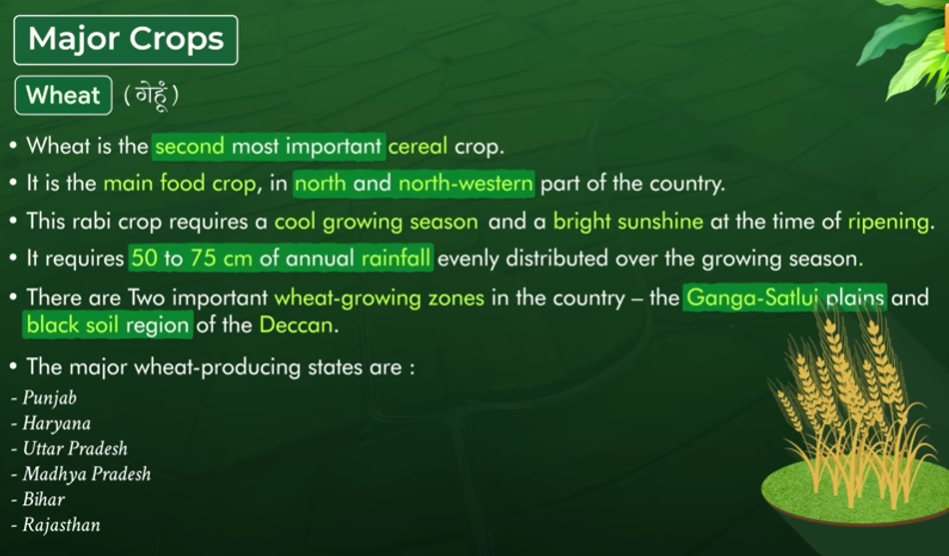 Major Crops
Wheat (गेहूं)
• Wheat is the second most important cereal crop.
• It is the main food crop, in north and north-western part of the country.
• This rabi crop requires a cool growing season and a bright sunshine at the time of ripening.
• It requires 50 to 75 cm of annual rainfall evenly distributed over the growing season.
• There are Two important wheat-growing zones in the country – the Ganga-Satluj plains and
black soil region of the Deccan.
• The major wheat-producing states are :
- Punjab
- Haryana
- Uttar Pradesh
- Madhya Pradesh
- Bihar
- Rajasthan